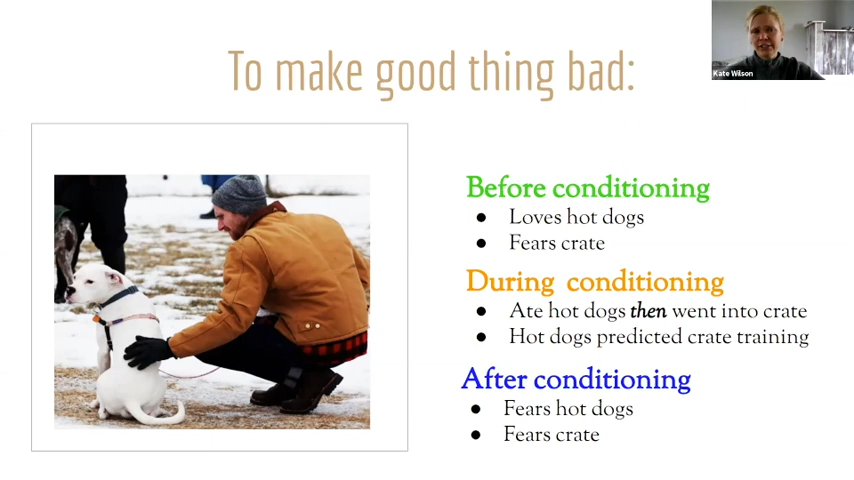 To make good thing bad:
Kate Wilson
Before conditioning
● Loves hot dogs
● Fears crate
During conditioning
● Ate hot dogs then went into crate
● Hot dogs predicted crate training
After conditioning
● Fears hot dogs
● Fears crate